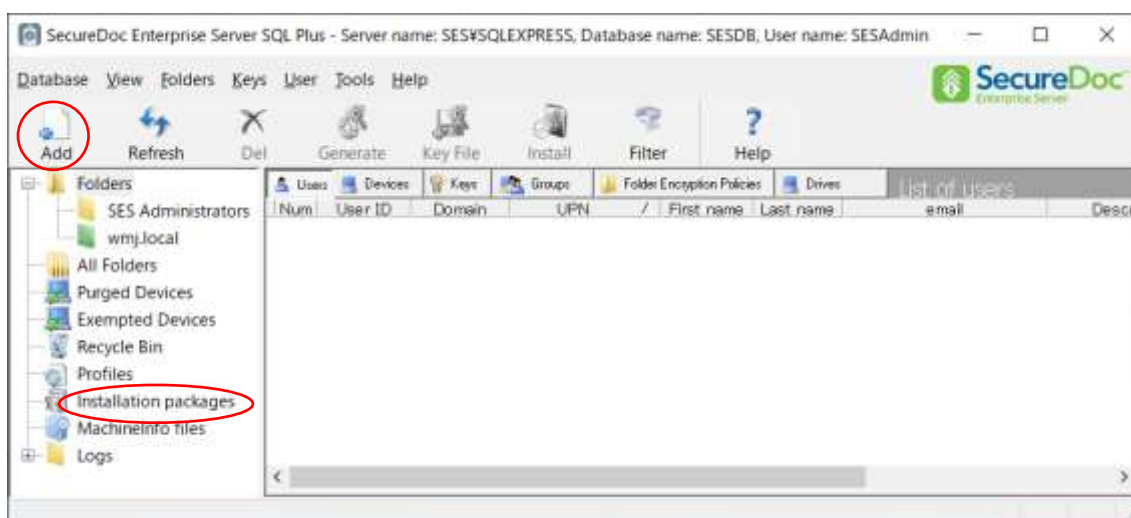 SecureDoc Enterprise Server SQL Plus - Server name: SES¥SQLEXPRESS, Database name: SESDB, User name: SESAdmin
Database View Folders Keys User Tools Help
SecureDoc
Enterprise Server
Add Refresh Del Generate Key File Install Filter Help
Folders
SES Administrators
wmj.local
All Folders
Purged Devices
Exempted Devices
Recycle Bin
Profiles
Installation packages
MachineInfo files
Logs
Users Devices Keys Groups Folder Encryption Policies Drives List of users
Num User ID Domain UPN / First name Last name email Descr